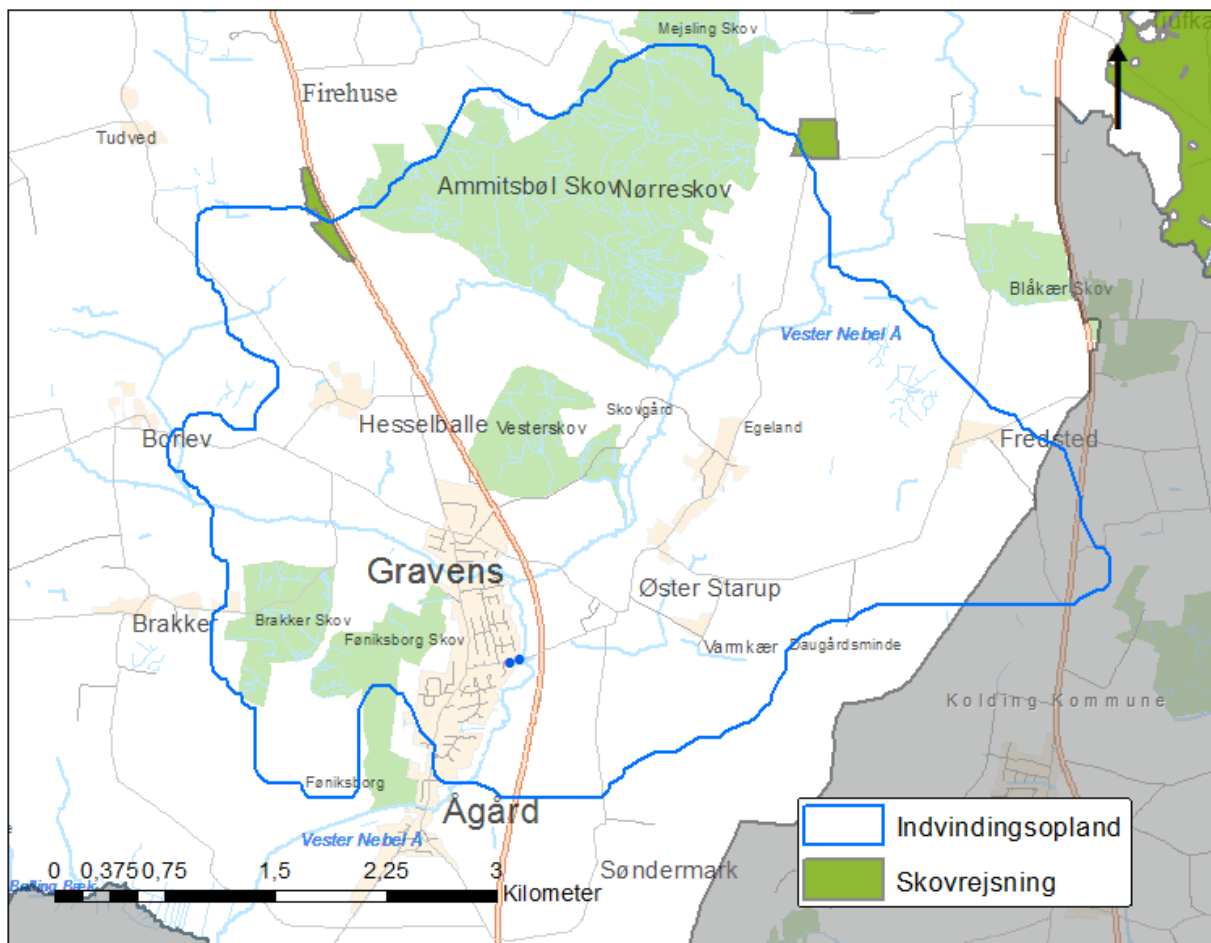 Mejsling Skov
Firehuse
Tudved
Ammitsbøl Skov
Nørreskov
Blåkær Skov
Vester Nebel Å
Skovgård
Hesselballe
Vesterskov
Egeland
Borlev
Fredsted
Gravens
Øster Starup
Brakker
Brakker Skov
Føniksborg Skov
Varmkær
Daugårdsminde
Kolding Kommune
Føniksborg
Ågård
Vester Nebel Å
Søndermark
0 0,375 0,75 1,5 2,25 3
Kilometer
Indvindingsopland
Skovrejsning